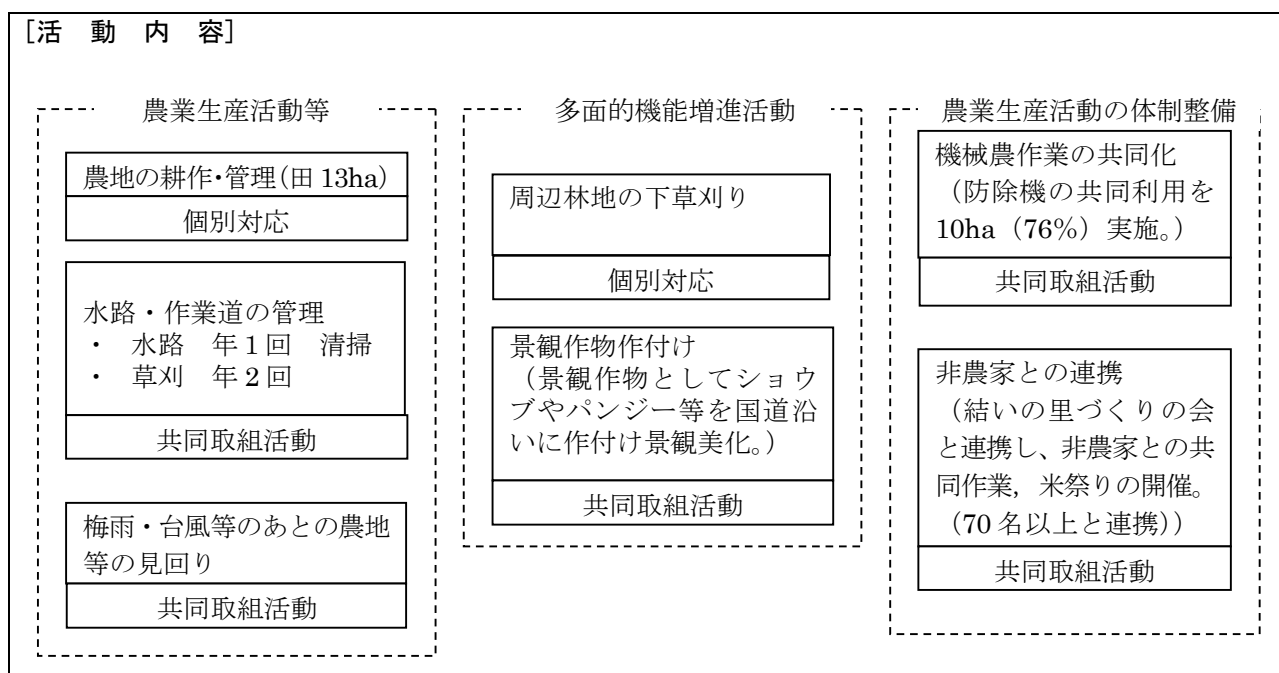 [活 動 内 容]
農業生産活動等
農地の耕作・管理(田 13ha)
個別対応
水路・作業道の管理
・ 水路 年1回 清掃
・ 草刈 年2回
共同取組活動
梅雨・台風等のあとの農地
等の見回り
共同取組活動
多面的機能増進活動
周辺林地の下草刈り
個別対応
景観作物作付け
(景観作物としてショウ
ブやパンジー等を国道沿
いに作付け景観美化。)
共同取組活動
農業生産活動の体制整備
機械農作業の共同化
(防除機の共同利用を
10ha(76%)実施。)
共同取組活動
非農家との連携
(結いの里づくりの会
と連携し、非農家との共
同作業，米祭りの開催。
(70 名以上と連携))
共同取組活動